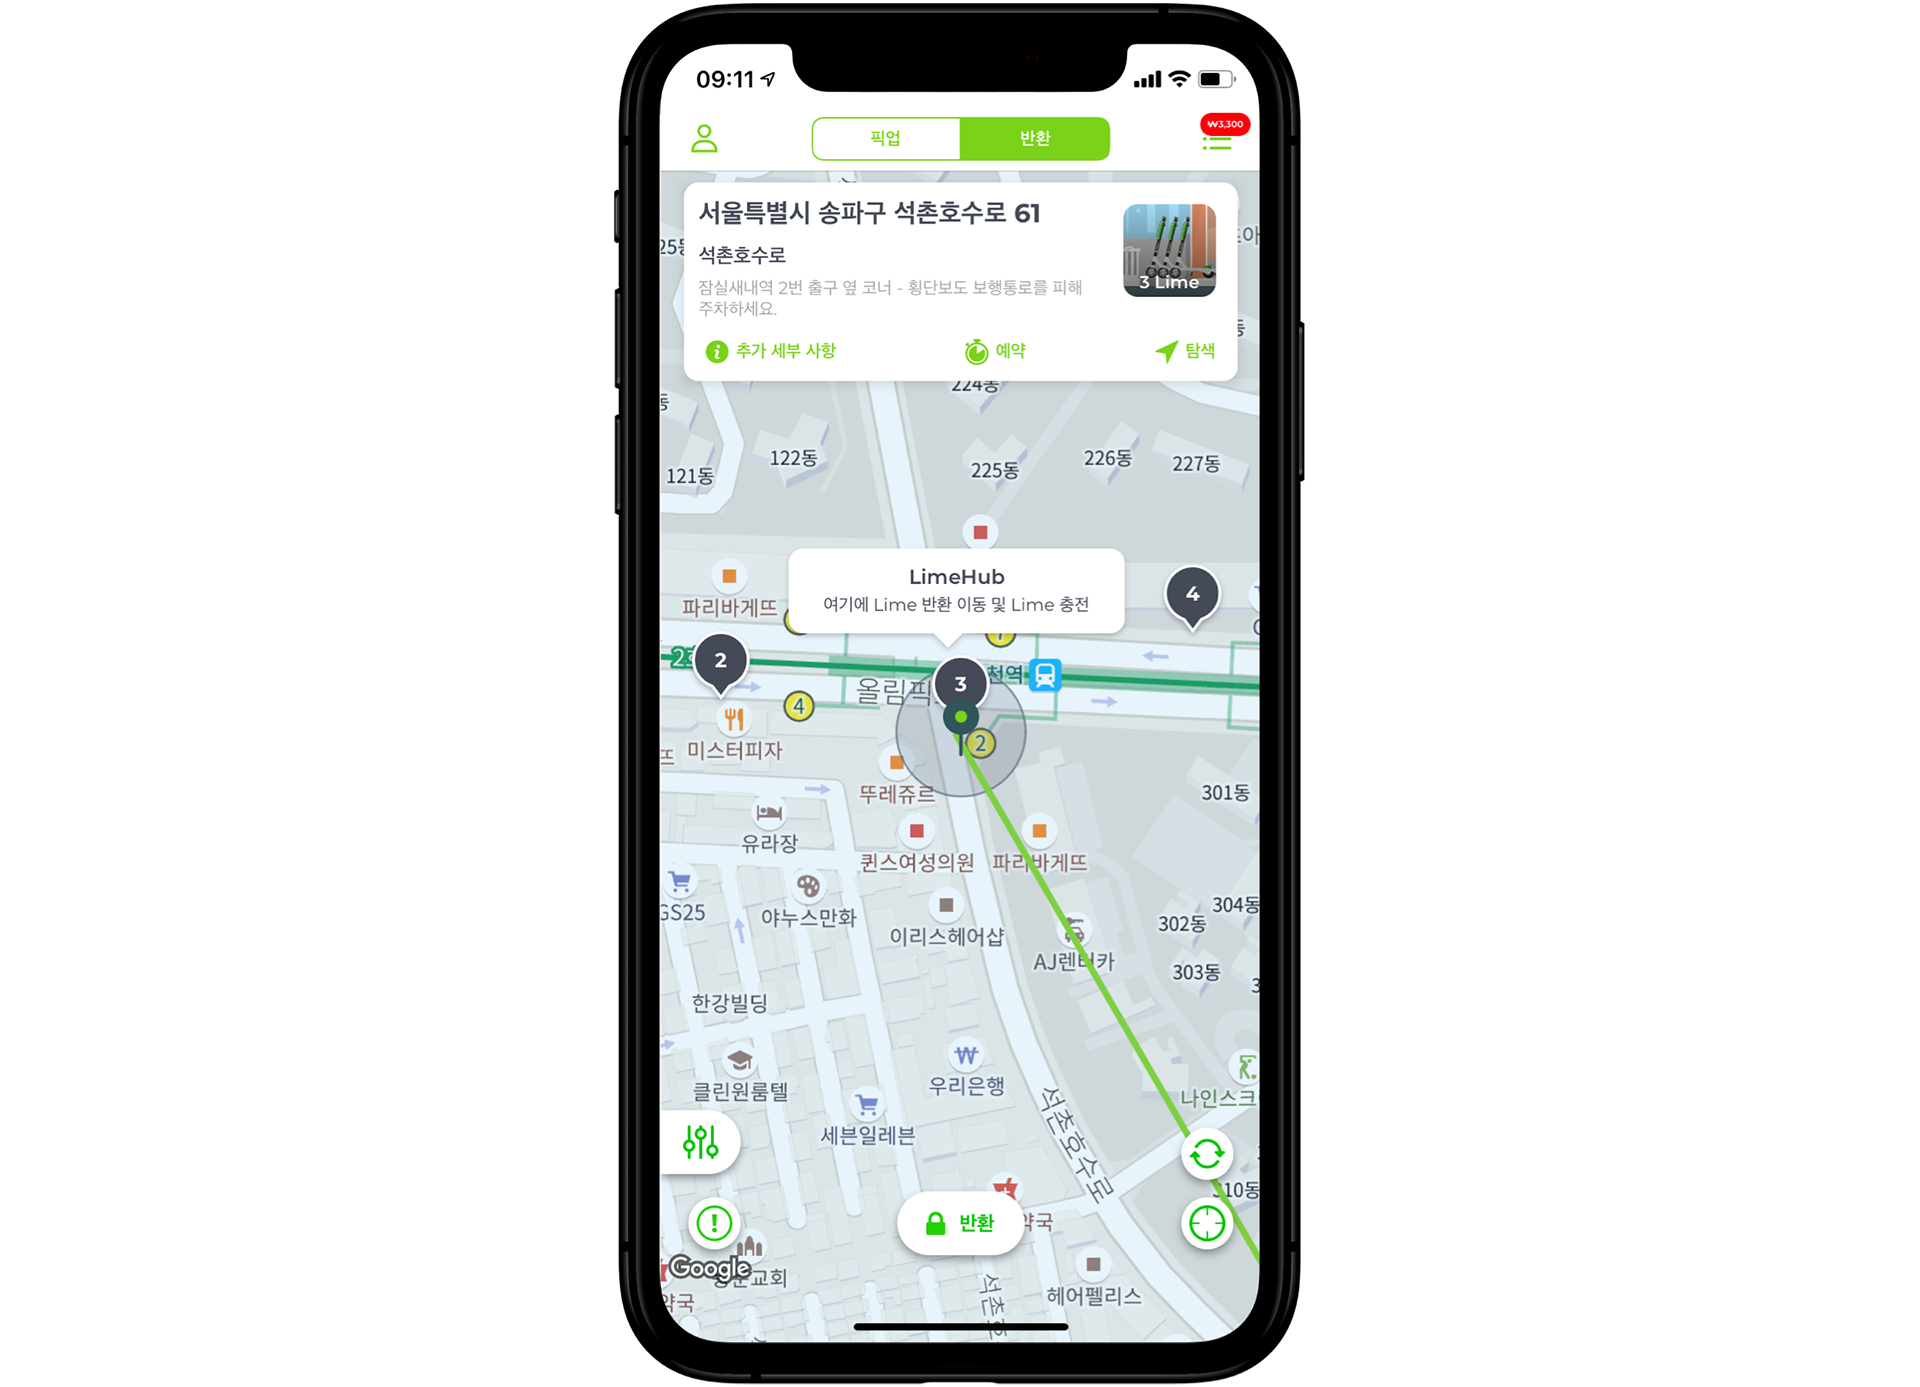 09:11
₩3,300
픽업
반환
서울특별시 송파구 석촌호수로 61
석촌호수로
잠실새내역 2번 출구 옆 코너 - 횡단보도 보행통로를 피해
주차하세요.
3 Lime
추가 세부 사항
예약
탐색
224동
122동
121동
225동
226동
227동
LimeHub
여기에 Lime 반환 이동 및 Lime 충전
파리바게뜨
4
2
3
천역
올림픽
4
2
미스터피자
뚜레쥬르
301동
유라장
퀸스여성의원
파리바게뜨
GS25
야누스만화
304동
302동
이리스헤어샵
AJ렌터카
303동
한강빌딩
우리은행
클린원룸텔
나인스크
세븐일레븐
석촌호수로
310동
반환
약국
Google
교회
헤어펠리스
약국
석촌호